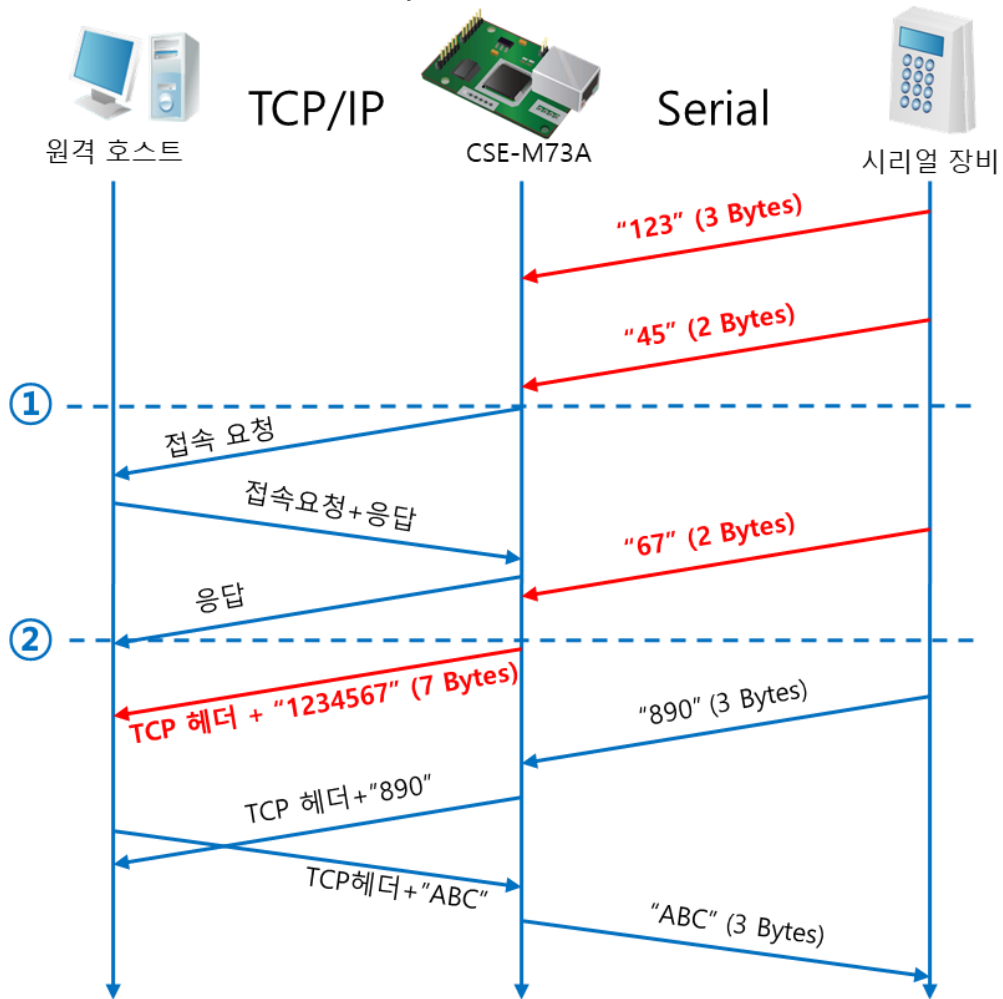 TCP/IP
Serial
원격 호스트
CSE-M73A
시리얼 장비
“123” (3 Bytes)
“45” (2 Bytes)
①
접속 요청
접속요청+응답
“67” (2 Bytes)
응답
②
TCP 헤더 + “1234567” (7 Bytes)
“890” (3 Bytes)
TCP 헤더+”890”
TCP헤더+”ABC“
“ABC” (3 Bytes)